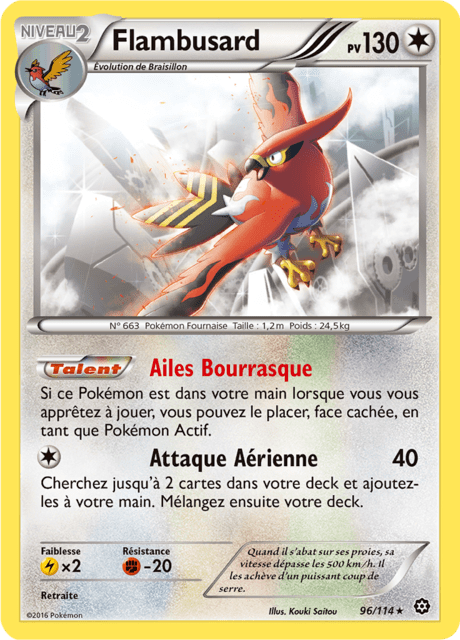 NIVEAU 2
Flambusard
PV 130
Évolution de Braisillon
N° 663 Pokémon Fournaise Taille : 1,2 m Poids : 24,5 kg
Talent Ailes Bourrasque
Si ce Pokémon est dans votre main lorsque vous vous
apprêtez à jouer, vous pouvez le placer, face cachée, en
tant que Pokémon Actif.
Attaque Aérienne 40
Cherchez jusqu'à 2 cartes dans votre deck et ajoutez-
les à votre main. Mélangez ensuite votre deck.
Faiblesse
×2
Résistance
-20
Retraite
Quand il s'abat sur ses proies, sa
vitesse dépasse les 500 km/h. Il
les achève d'un puissant coup de
serre.
©2016 Pokémon
Illus. Kouki Saitou
96/114 ★